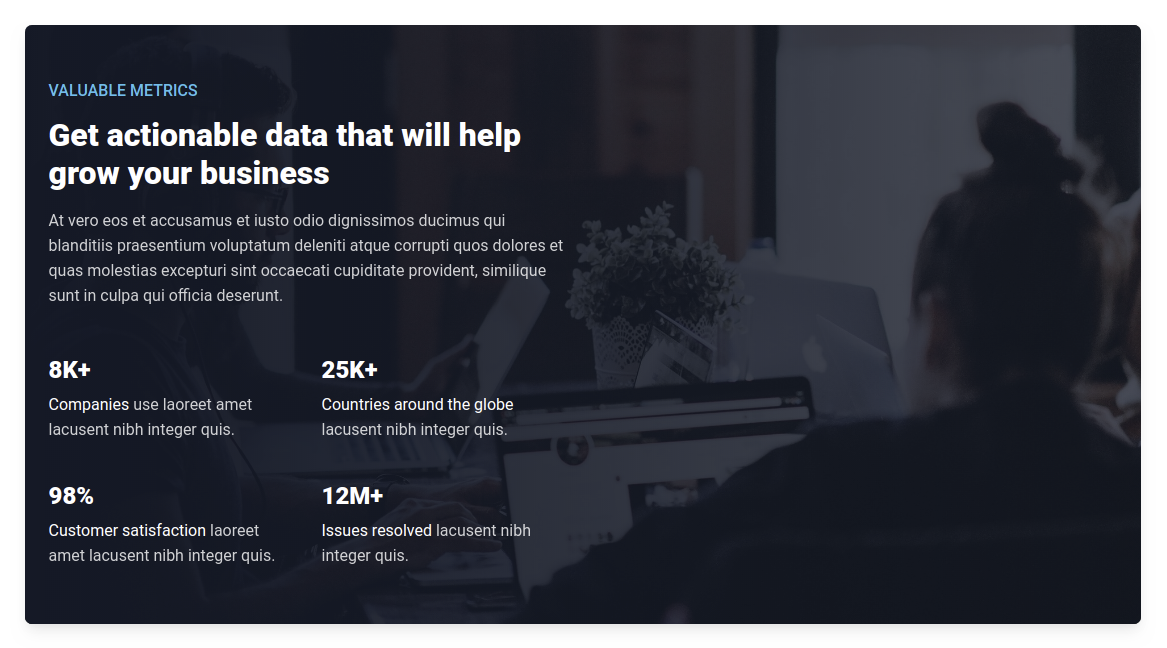 VALUABLE METRICS
Get actionable data that will help
grow your business
At vero eos et accusamus et iusto odio dignissimos ducimus qui
blanditiis praesentium voluptatum deleniti atque corrupti quos dolores et
quas molestias excepturi sint occaecati cupiditate provident, similique
sunt in culpa qui officia deserunt.
8K+
Companies use laoreet amet
lacusent nibh integer quis.
25K+
Countries around the globe
lacusent nibh integer quis.
98%
Customer satisfaction laoreet
amet lacusent nibh integer quis.
12M+
Issues resolved lacusent nibh
integer quis.